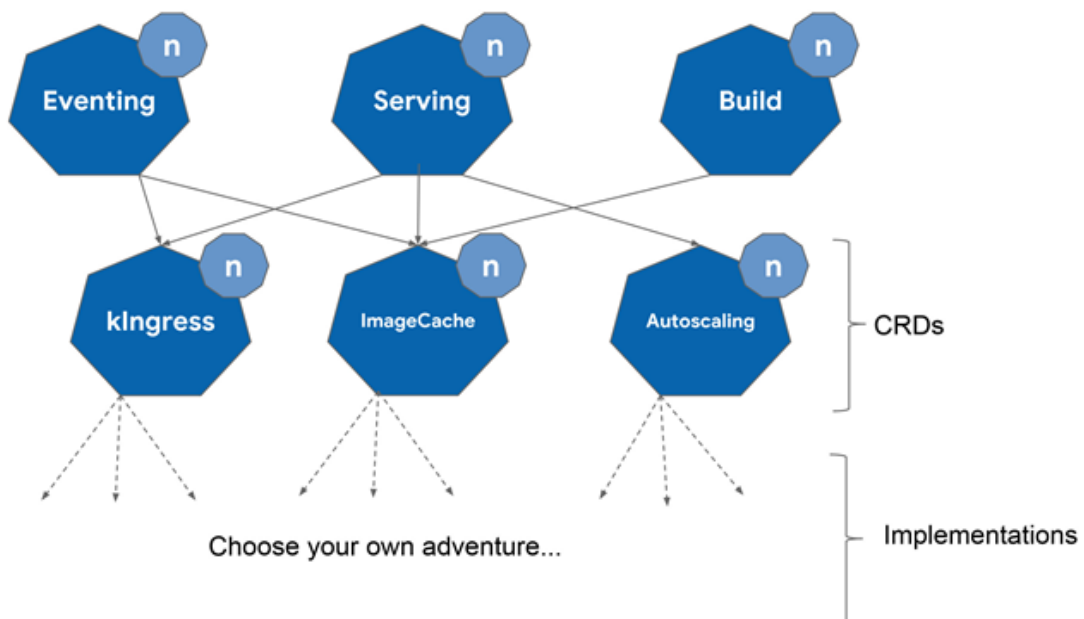 n
n
n
Eventing
Serving
Build
n
n
n
kIngress
ImageCache
Autoscaling
CRDs
Choose your own adventure...
Implementations